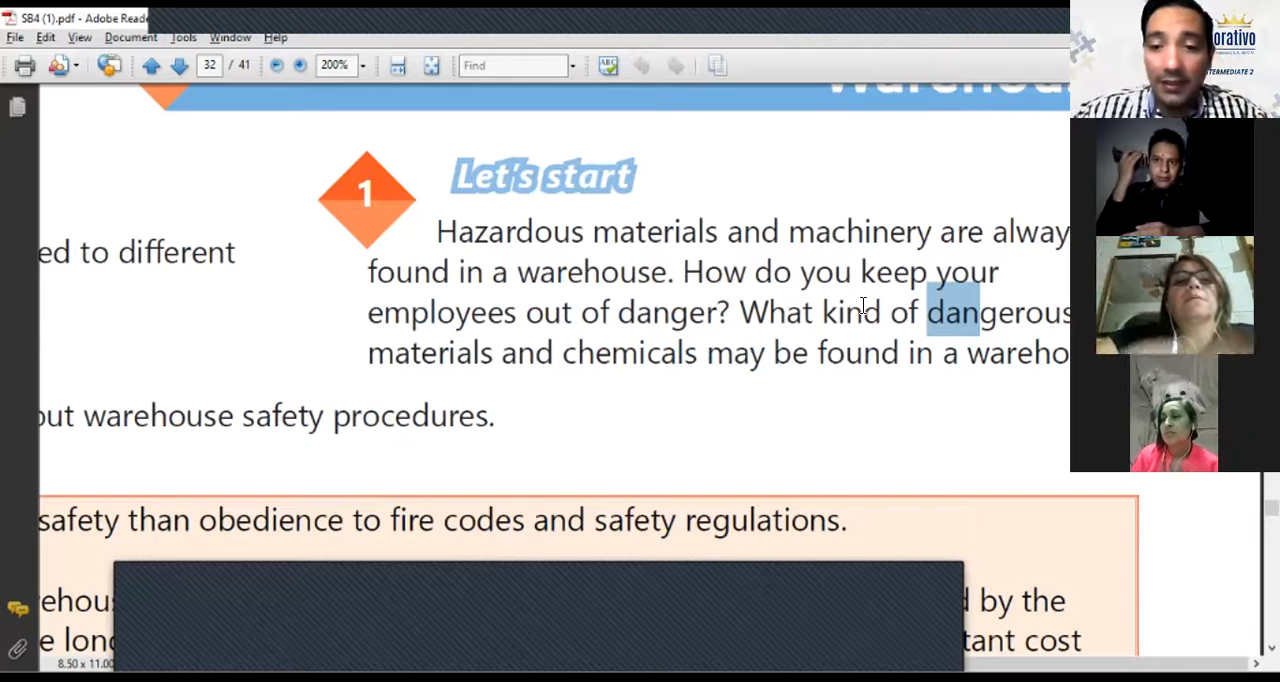 SB4 (1).pdf - Adobe Reade
File Edit View Document Tools Window Help
32 / 41 200% Find
orativo
NTERMEDIATE 2
1
Let's start
Hazardous materials and machinery are alway
found in a warehouse. How do you keep your
employees out of danger? What kind of dangerous
materials and chemicals may be found in a wareho
ed to different
out warehouse safety procedures.
safety than obedience to fire codes and safety regulations.
d by the
tant cost
8.50 x 11.00